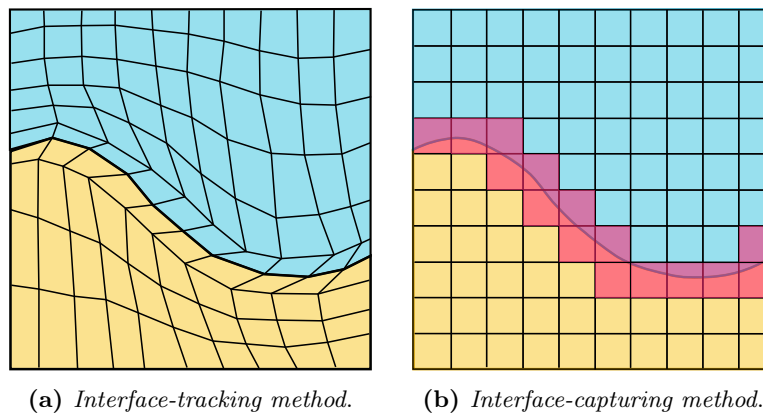 (a) Interface-tracking method.
(b) Interface-capturing method.